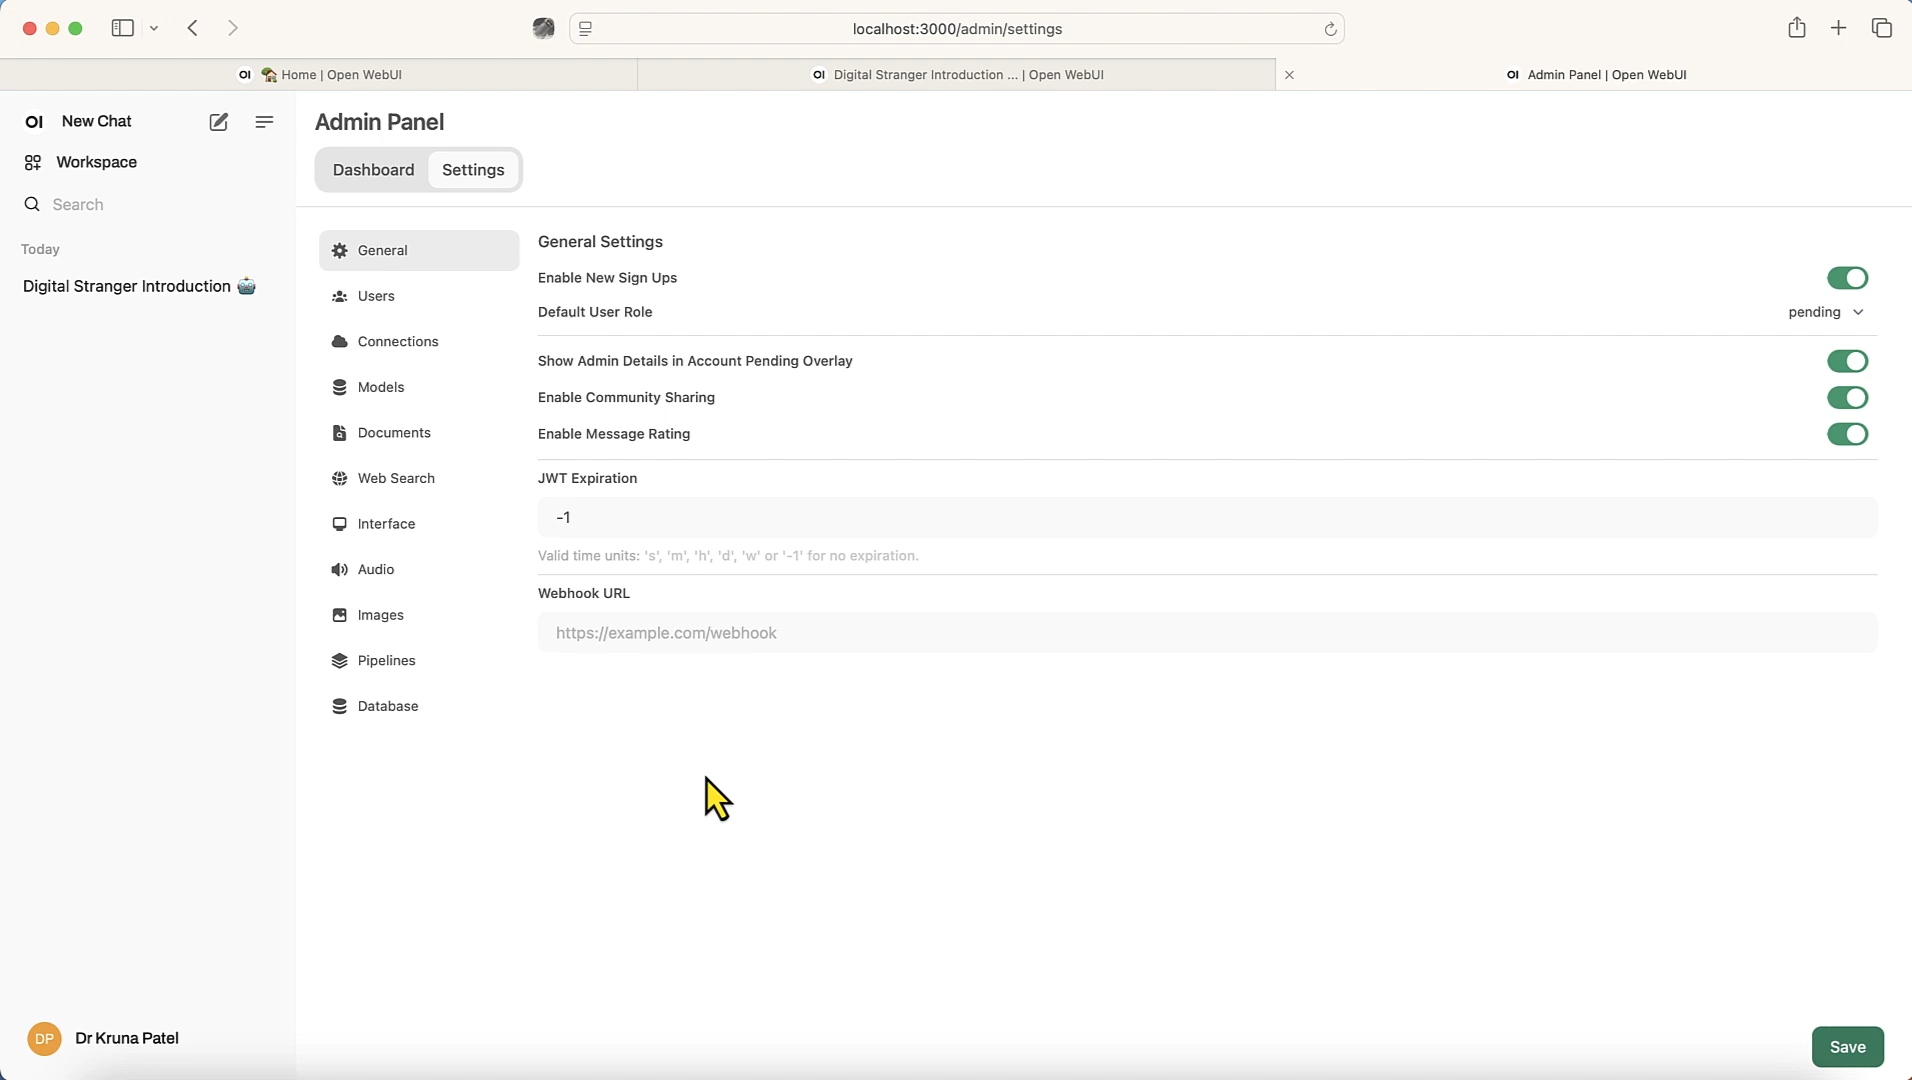 localhost:3000/admin/settings
OI 🏡 Home | Open WebUI
OI Digital Stranger Introduction ... | Open WebUI
OI Admin Panel | Open WebUI
OI New Chat
Workspace
Search
Today
Digital Stranger Introduction 🤖
Admin Panel
Dashboard Settings
General
Users
Connections
Models
Documents
Web Search
Interface
Audio
Images
Pipelines
Database
General Settings
Enable New Sign Ups
Default User Role pending
Show Admin Details in Account Pending Overlay
Enable Community Sharing
Enable Message Rating
JWT Expiration
-1
Valid time units: 's', 'm', 'h', 'd', 'w' or '-1' for no expiration.
Webhook URL
https://example.com/webhook
DP Dr Kruna Patel
Save